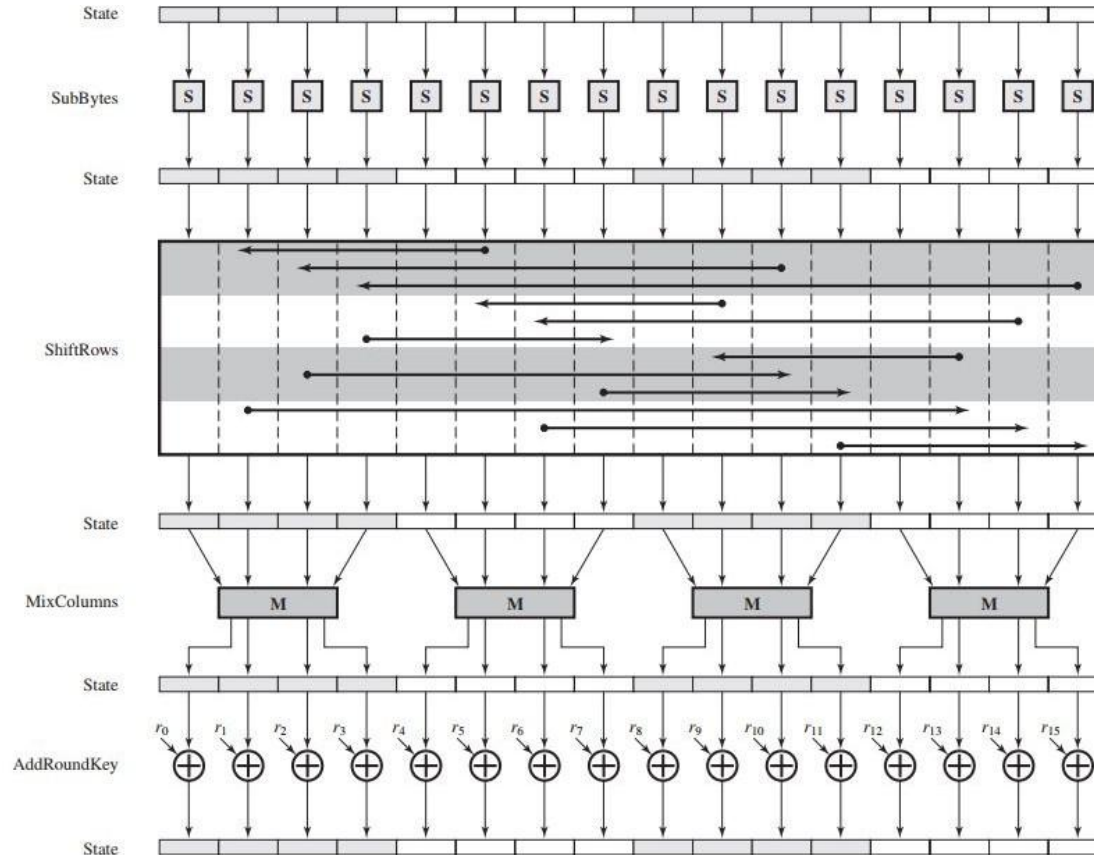 State
SubBytes S S S S S S S S S S S S S S S S
State
ShiftRows
State
MixColumns M M M M
State
r0 r1 r2 r3 r4 r5 r6 r7 r8 r9 r10 r11 r12 r13 r14 r15
AddRoundKey
State